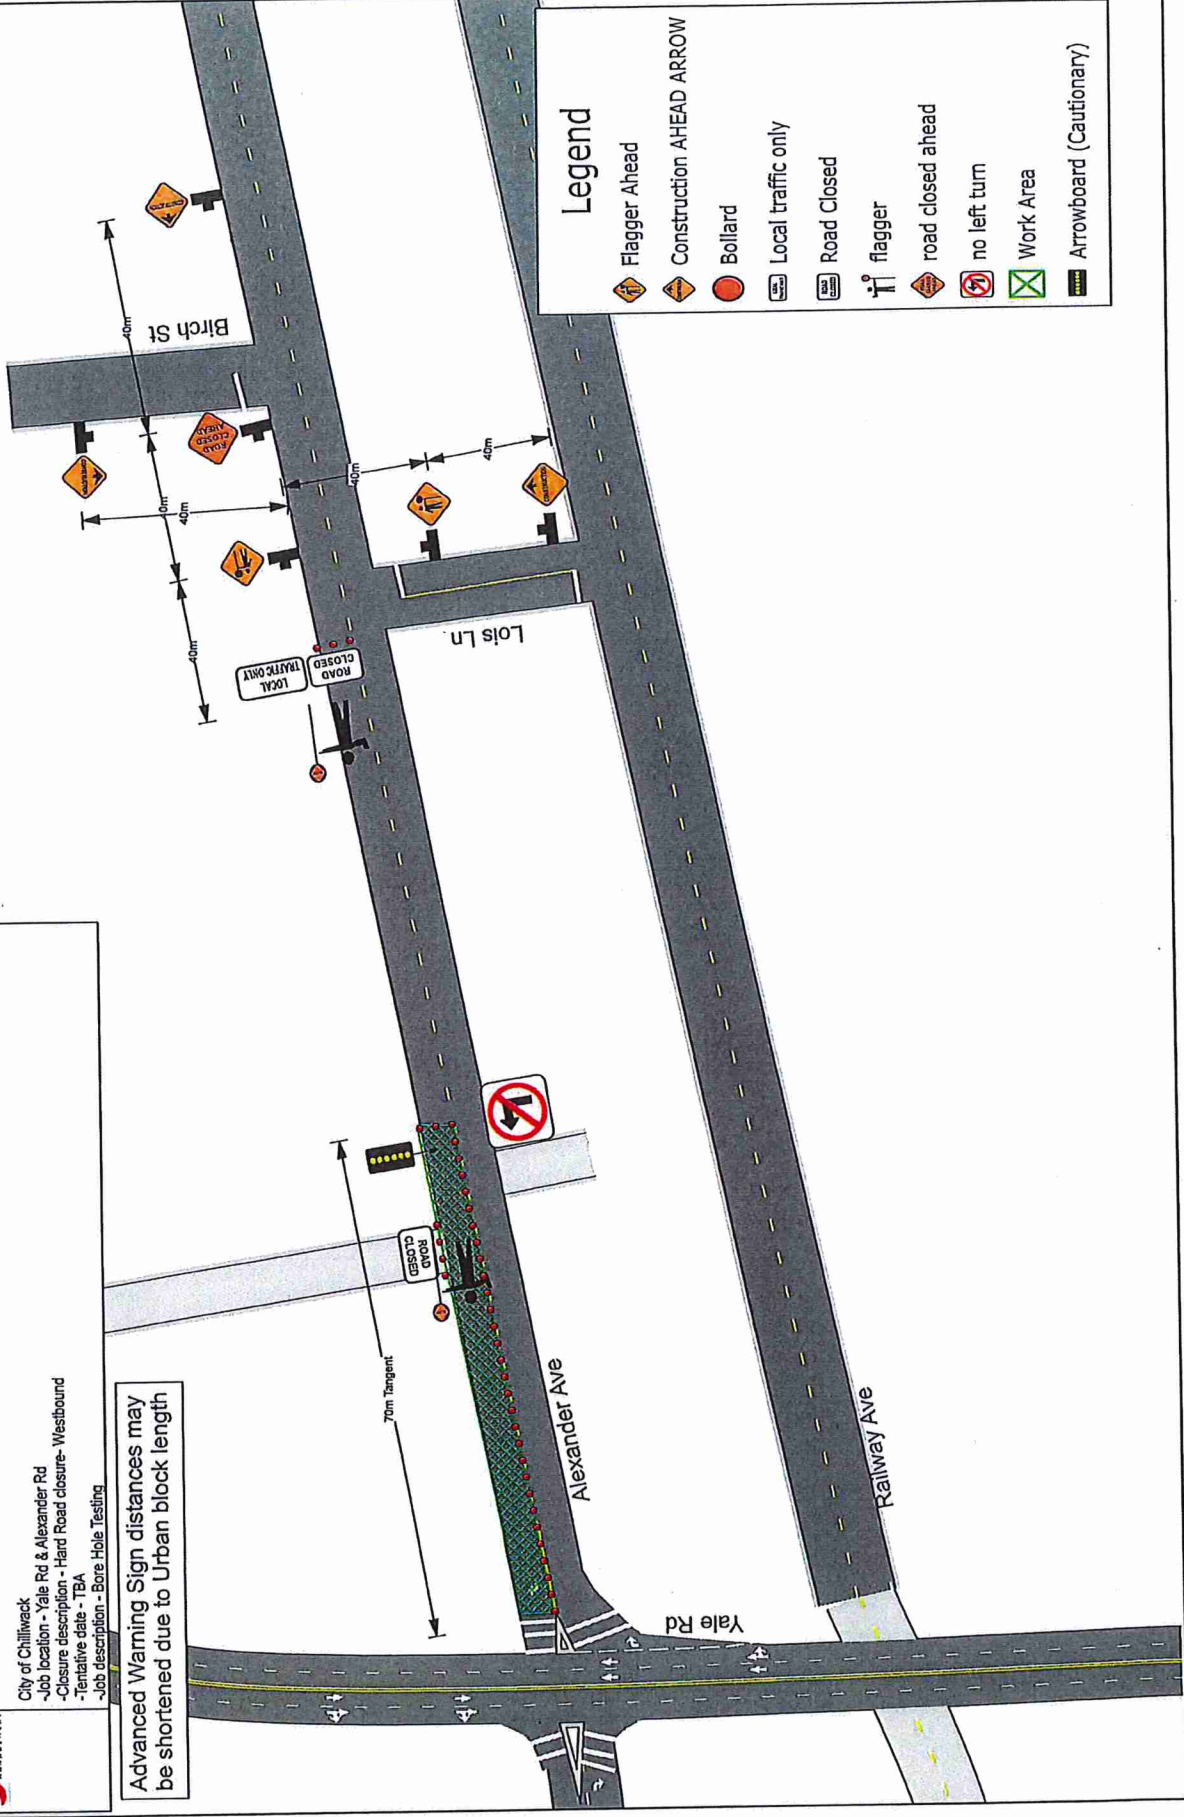 City of Chilliwack
-Job location - Yale Rd & Alexander Rd
-Closure description - Hard Road closure- Westbound
-Tentative date - TBA
-Job description - Bore Hole Testing
Advanced Warning Sign distances may
be shortened due to Urban block length
70m Tangent
ROAD
CLOSED
Alexander Ave
Yale Rd
Railway Ave
40m
LOCAL
TRAFFIC ONLY
ROAD
CLOSED
Lois Ln
40m
40m
ROAD
CLOSED
AHEAD
CONSTRUCTION
40m
40m
CONSTRUCTION
40m
Birch St
Legend
Flagger Ahead
Construction AHEAD ARROW
Bollard
Local traffic only
Road Closed
flagger
road closed ahead
no left turn
Work Area
Arrowboard (Cautionary)